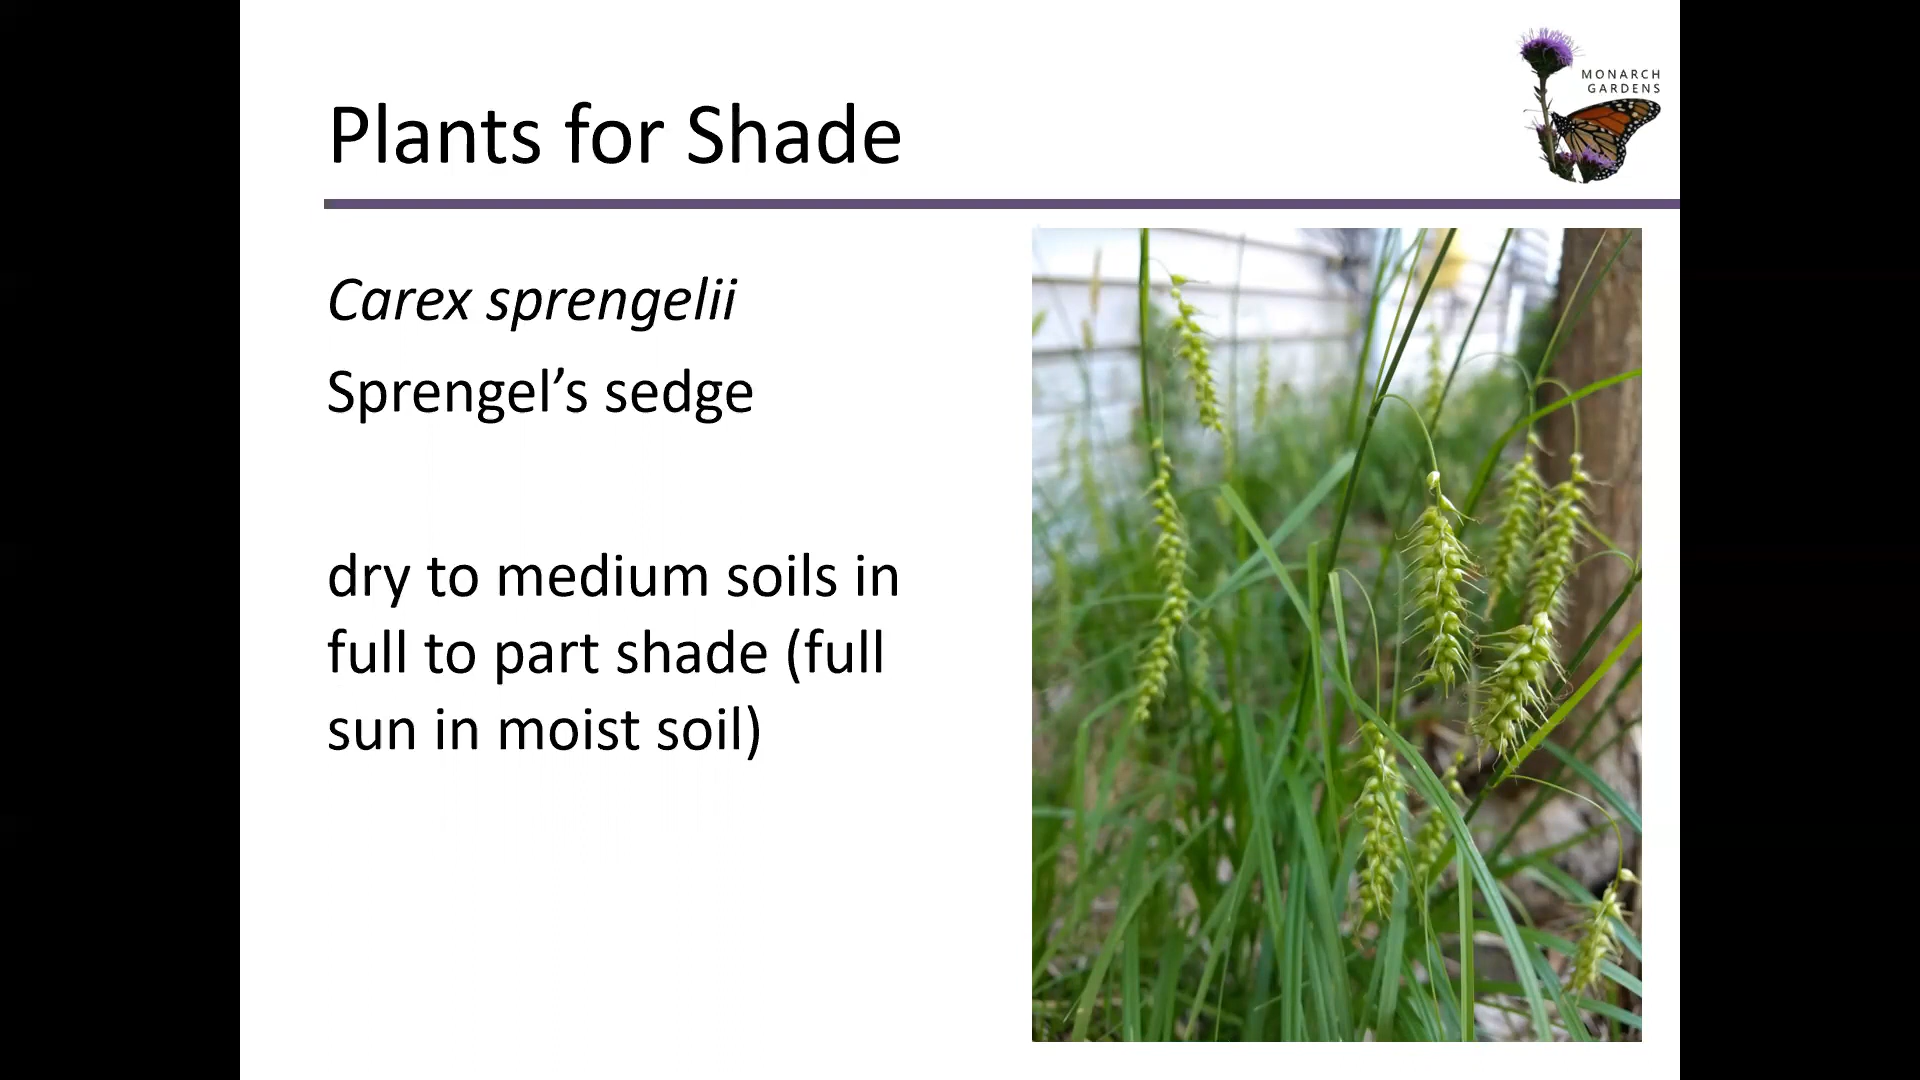 MONARCH
GARDENS
Plants for Shade
Carex sprengelii
Sprengel’s sedge
dry to medium soils in
full to part shade (full
sun in moist soil)